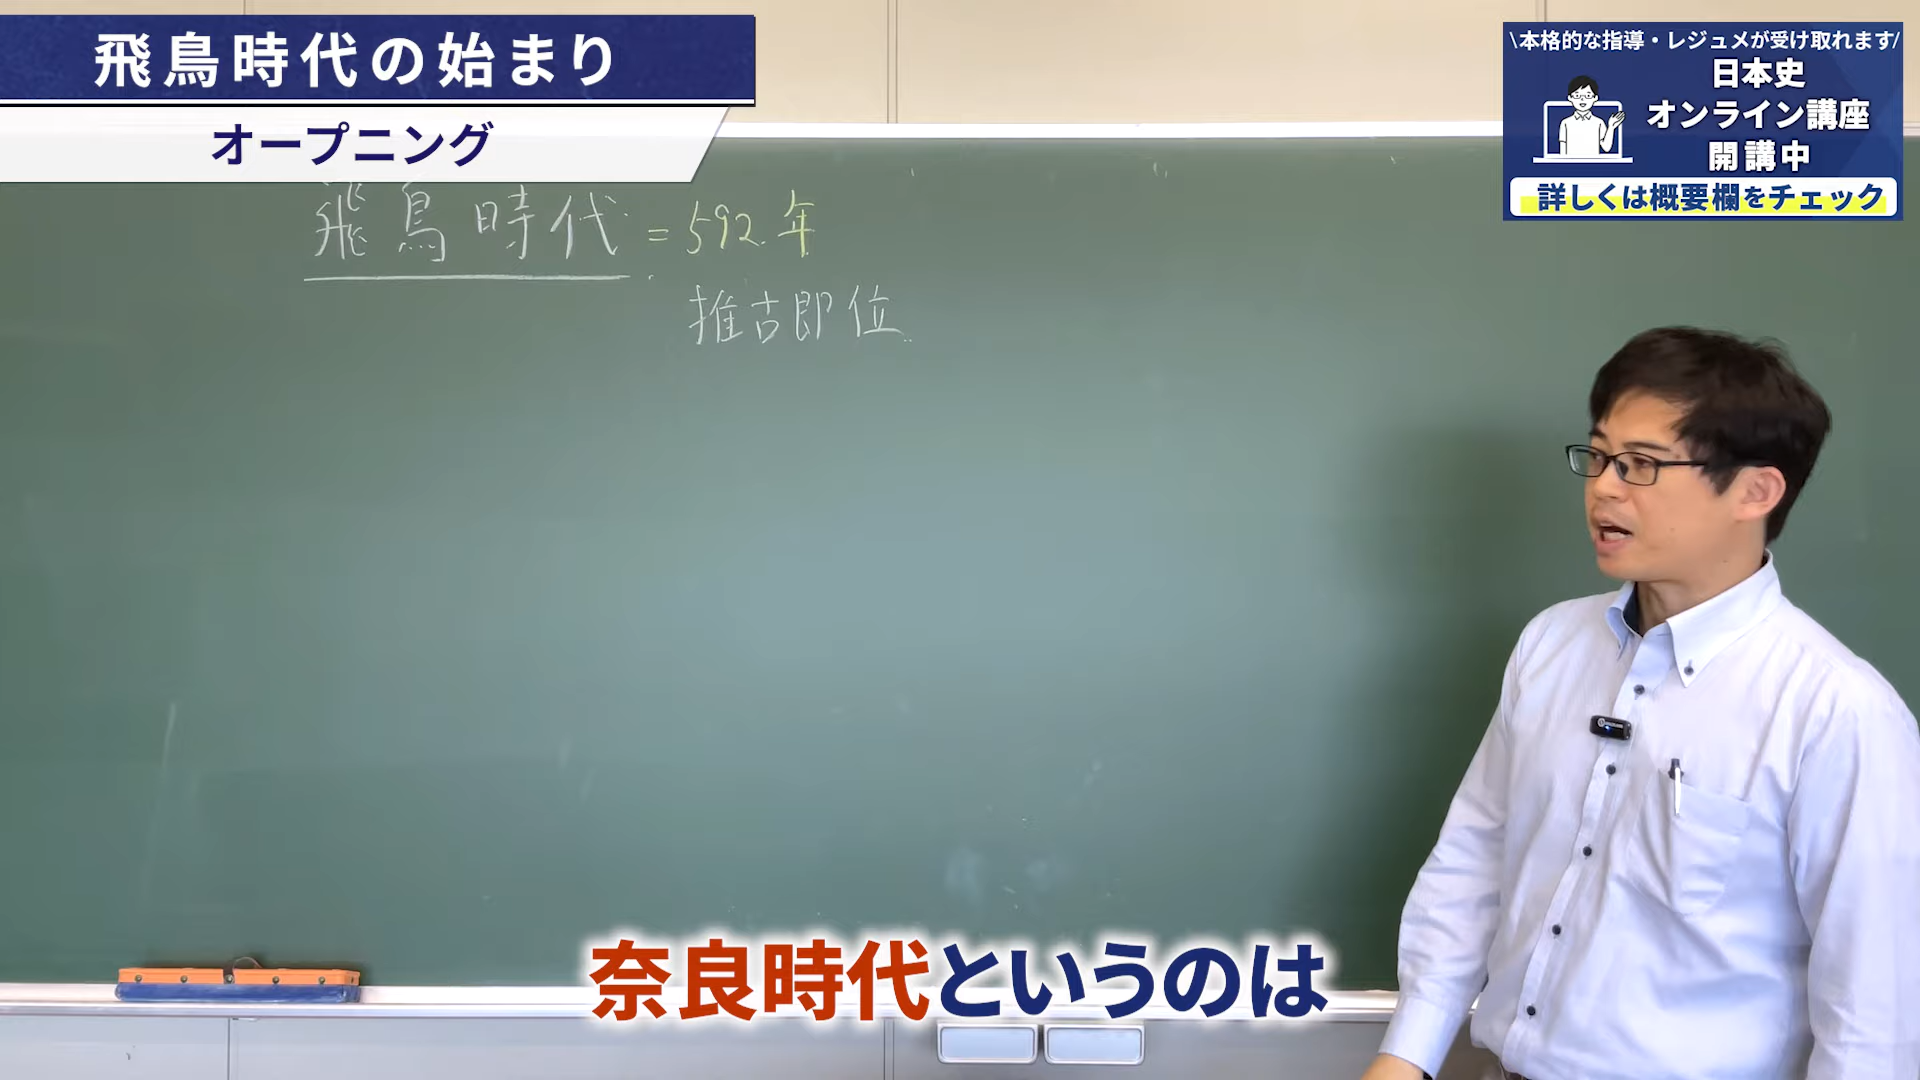 飛鳥時代の始まり
オープニング
\本格的な指導・レジュメが受け取れます/
日本史
オンライン講座
開講中
詳しくは概要欄をチェック
飛鳥時代=592年
推古即位
奈良時代というのは